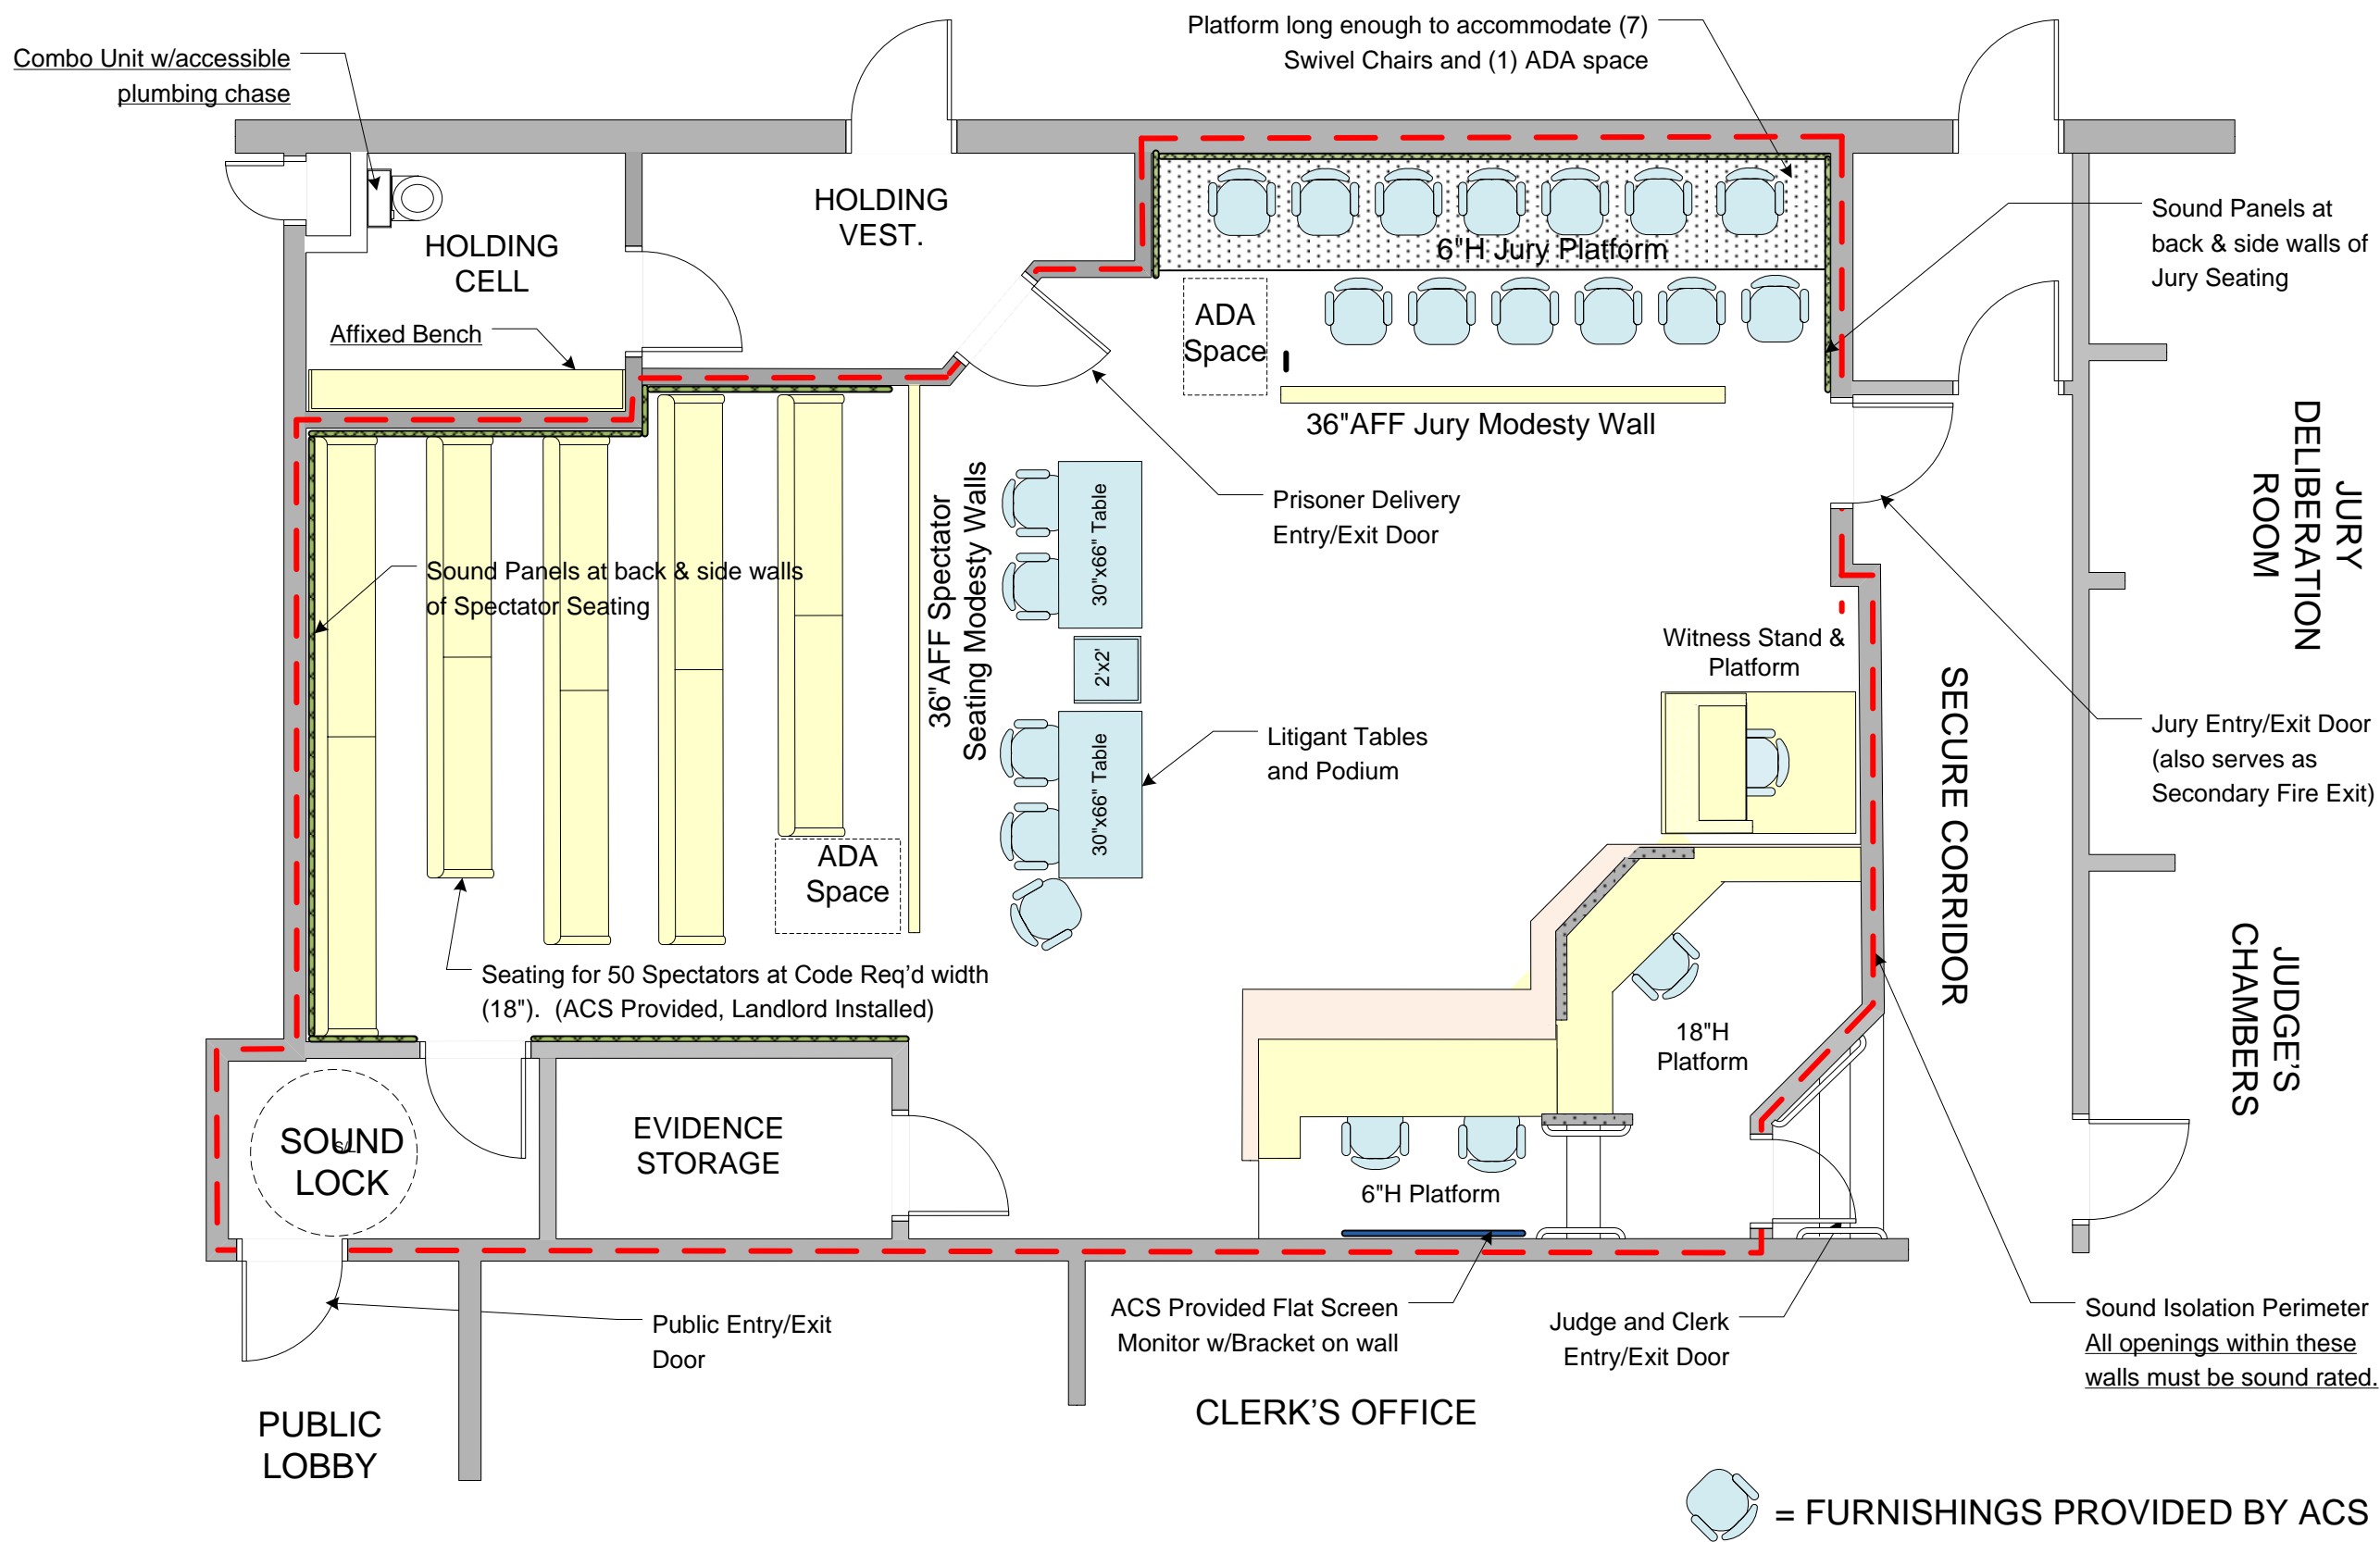 Platform long enough to accommodate (7)
Swivel Chairs and (1) ADA space
Combo Unit w/accessible
plumbing chase
HOLDING
VEST.
HOLDING
CELL
Affixed Bench
6"H Jury Platform
Sound Panels at
back & side walls of
Jury Seating
ADA
Space
36"AFF Jury Modesty Wall
Prisoner Delivery
Entry/Exit Door
JURY
DELIBERATION
ROOM
36"AFF Spectator
Seating Modesty Walls
30"x66" Table
Sound Panels at back & side walls
of Spectator Seating
2'x2'
Witness Stand &
Platform
30"x66" Table
Litigant Tables
and Podium
SECURE CORRIDOR
Jury Entry/Exit Door
(also serves as
Secondary Fire Exit)
ADA
Space
Seating for 50 Spectators at Code Req'd width
(18").  (ACS Provided, Landlord Installed)
JUDGE'S
CHAMBERS
18"H
Platform
SOUND
S/L
LOCK
EVIDENCE
STORAGE
6"H Platform
Public Entry/Exit
Door
ACS Provided Flat Screen
Monitor w/Bracket on wall
Judge and Clerk
Entry/Exit Door
Sound Isolation Perimeter
All openings within these
walls must be sound rated.
PUBLIC
LOBBY
CLERK'S OFFICE
= FURNISHINGS PROVIDED BY ACS